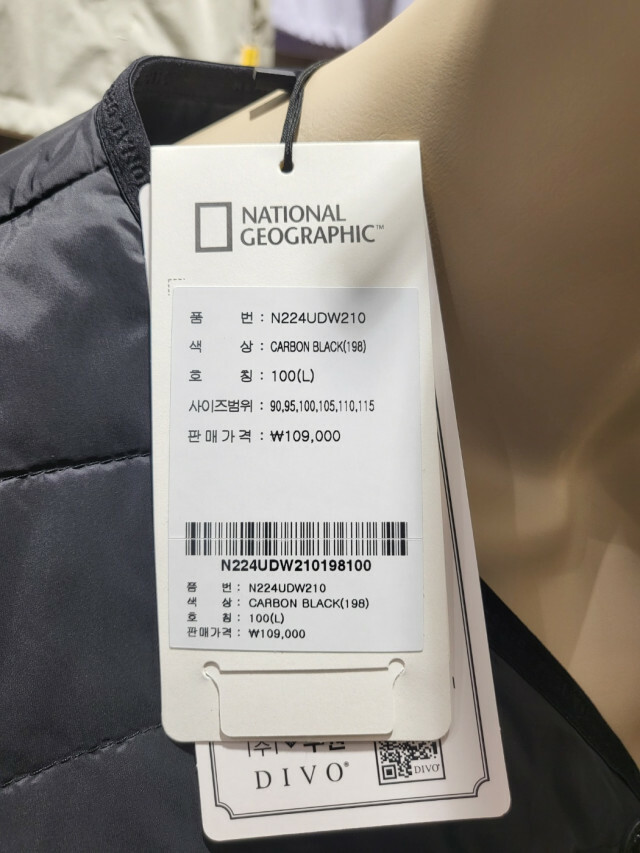 NATIONAL
GEOGRAPHIC™
품 번 : N224UDW210
색 상 : CARBON BLACK(198)
호 칭 : 100(L)
사이즈범위 : 90,95,100,105,110,115
판매가격 : ₩109,000
N224UDW210198100
품 번 : N224UDW210
색 상 : CARBON BLACK(198)
호 칭 : 100(L)
판매가격 : ₩109,000
(주)
DIVO®
DIVO